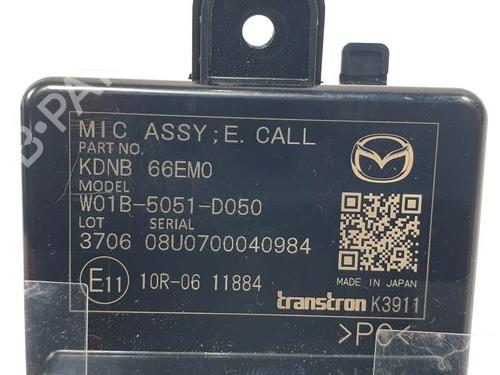 MIC ASSY;E. CALL
PART NO.
KDNB 66EM0
MODEL
W01B-5051-D050
LOT SERIAL
3706 08U0700040984
MADE IN JAPAN
E11 10R-06 11884
transtron K3911
>PC<
B-PARTS